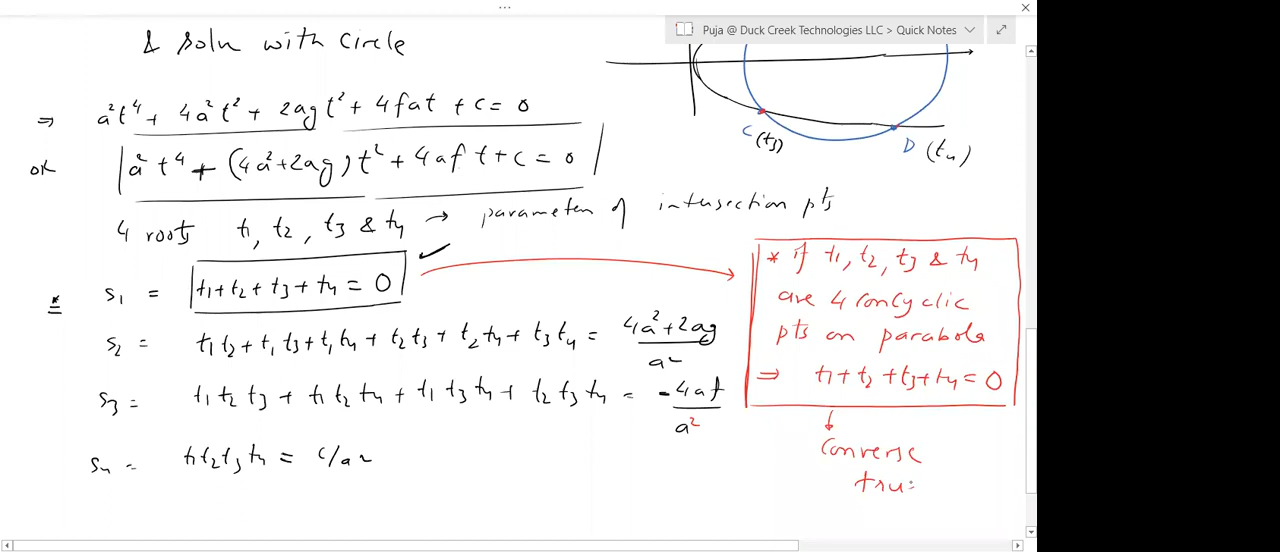 Puja @ Duck Creek Technologies LLC > Quick Notes
& Soln with circle
⇒ a²t⁴ + 4a²t² + 2agt² + 4fat + c = 0
or a²t⁴ + (4a²+2ag)t² + 4aft + c = 0
C(t₃)
D (t₄)
4 roots t₁, t₂, t₃ & t₄ → parameter of intersection pts
* S₁ = t₁+t₂+t₃+t₄ = 0
S₂ = t₁t₂ + t₁t₃ + t₁t₄ + t₂t₃ + t₂t₄ + t₃t₄ = (4a²+2ag)/a²
S₃ = t₁t₂t₃ + t₁t₂t₄ + t₁t₃t₄ + t₂t₃t₄ = -4af/a²
S₄ = t₁t₂t₃t₄ = c/a²
* if t₁, t₂, t₃ & t₄
are 4 concyclic
pts on parabola
⇒ t₁+t₂+t₃+t₄ = 0
↓
Converse
tru